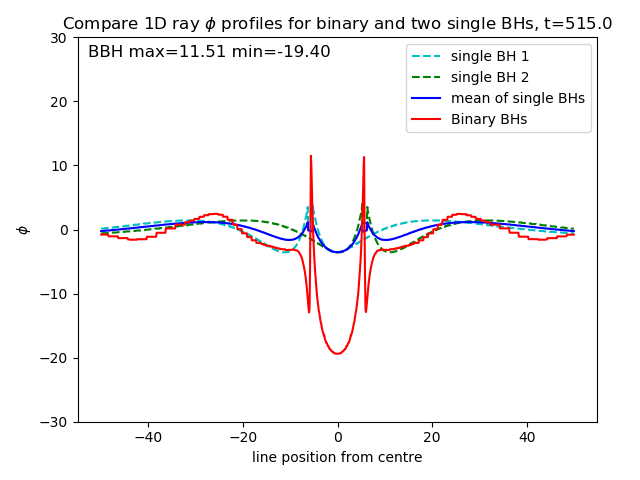 Compare 1D ray ϕ profiles for binary and two single BHs, t=515.0
BBH max=11.51 min=-19.40
single BH 1
single BH 2
mean of single BHs
Binary BHs
30
20
10
0
−10
−20
−30
ϕ
−40
−20
0
20
40
line position from centre